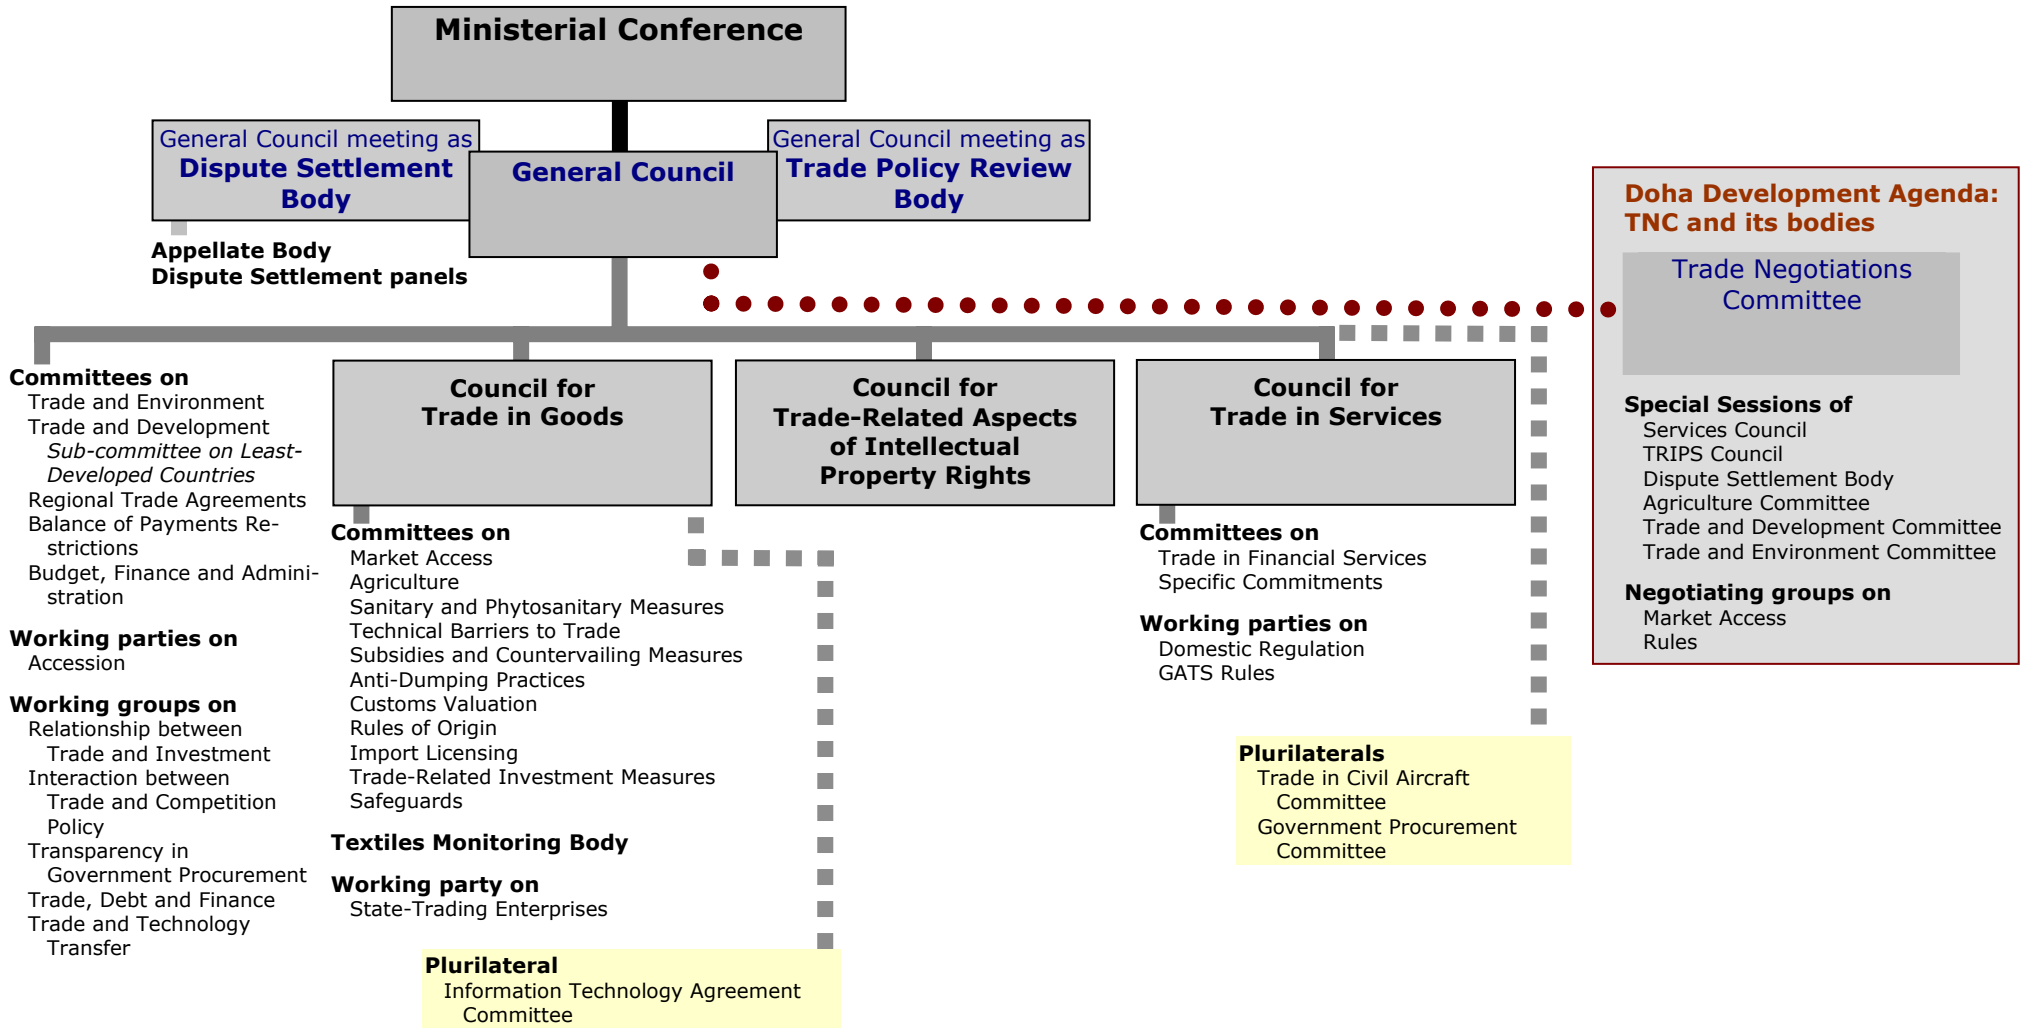 Ministerial Conference
General Council meeting as
Dispute Settlement
Body
General Council
General Council meeting as
Trade Policy Review
Body
Appellate Body
Dispute Settlement panels
Doha Development Agenda:
TNC and its bodies
Trade Negotiations
Committee
Special Sessions of
Services Council
TRIPS Council
Dispute Settlement Body
Agriculture Committee
Trade and Development Committee
Trade and Environment Committee
Negotiating groups on
Market Access
Rules
Committees on
Trade and Environment
Trade and Development
Sub-committee on Least-
Developed Countries
Regional Trade Agreements
Balance of Payments Re-
strictions
Budget, Finance and Admini-
stration
Working parties on
Accession
Working groups on
Relationship between
Trade and Investment
Interaction between
Trade and Competition
Policy
Transparency in
Government Procurement
Trade, Debt and Finance
Trade and Technology
Transfer
Council for
Trade in Goods
Committees on
Market Access
Agriculture
Sanitary and Phytosanitary Measures
Technical Barriers to Trade
Subsidies and Countervailing Measures
Anti-Dumping Practices
Customs Valuation
Rules of Origin
Import Licensing
Trade-Related Investment Measures
Safeguards
Textiles Monitoring Body
Working party on
State-Trading Enterprises
Plurilateral
Information Technology Agreement
Committee
Council for
Trade-Related Aspects
of Intellectual
Property Rights
Council for
Trade in Services
Committees on
Trade in Financial Services
Specific Commitments
Working parties on
Domestic Regulation
GATS Rules
Plurilaterals
Trade in Civil Aircraft
Committee
Government Procurement
Committee